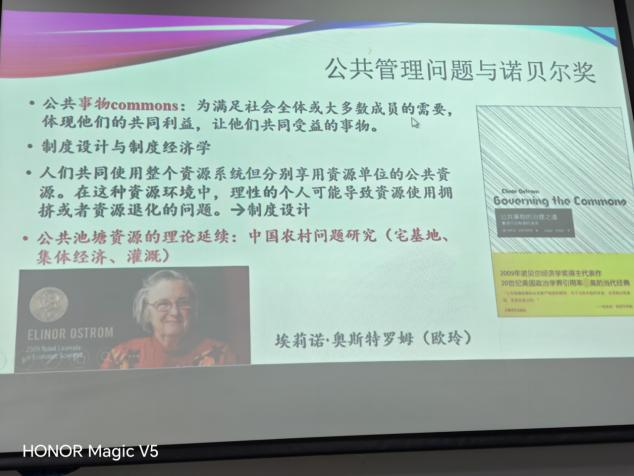 公共管理问题与诺贝尔奖
• 公共事物commons：为满足社会全体或大多数成员的需要，
体现他们的共同利益，让他们共同受益的事物。
• 制度设计与制度经济学
• 人们共同使用整个资源系统但分别享用资源单位的公共资
源。在这种资源环境中，理性的个人可能导致资源使用拥
挤或者资源退化的问题。→制度设计
• 公共池塘资源的理论延续：中国农村问题研究（宅基地、
集体经济、灌溉）
Elinor Ostrom
Governing the Commons
公共事物的治理之道
2009年诺贝尔经济学奖得主代表作
20世纪美国政治学界引用率最高的当代经典
ELINOR OSTROM
2009 Nobel Laureate
in Economic Sciences
埃莉诺·奥斯特罗姆（欧玲）
HONOR Magic V5